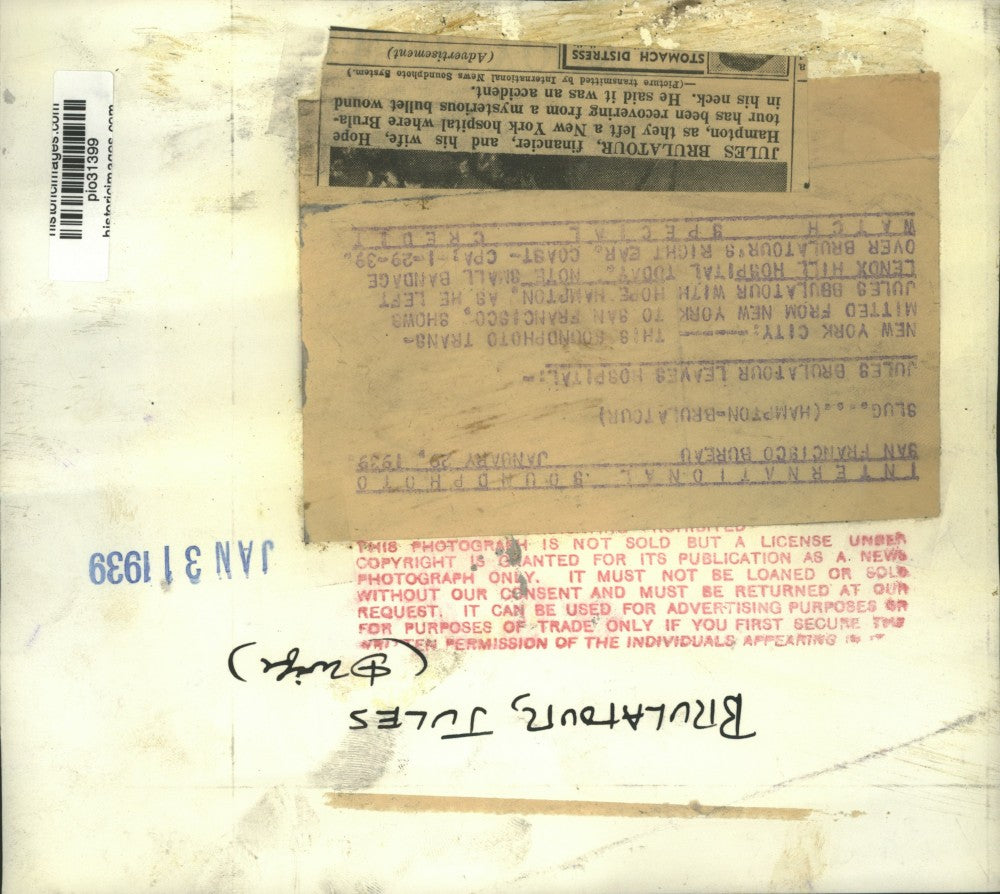 historicimages.com
pio31399
historicimages.com
BRULATOUR, JULES
(& wife)
JAN 31 1939
INTERNATIONAL SOUNDPHOTO
SAN FRANCISCO BUREAU JANUARY 29, 1939.
SLUG....(HAMPTON-BRULATOUR)
JULES BRULATOUR LEAVES HOSPITAL:-
NEW YORK CITY:------ THIS SOUNDPHOTO TRANS-
MITTED FROM NEW YORK TO SAN FRANCISCO, SHOWS
JULES BRULATOUR WITH HOPE HAMPTON, AS HE LEFT
LENOX HILL HOSPITAL TODAY. NOTE SMALL BANDAGE
OVER BRULATOUR'S RIGHT EAR. COAST- CPA: 1-29-39.
WATCH SPECIAL CREDIT
JULES BRULATOUR, financier, and his wife, Hope
Hampton, as they left a New York hospital where Brula-
tour has been recovering from a mysterious bullet wound
in his neck. He said it was an accident.
—(Picture transmitted by International News Soundphoto System.)
STOMACH DISTRESS
(Advertisement)
PROHIBITED
THIS PHOTOGRAPH IS NOT SOLD BUT A LICENSE UNDER
COPYRIGHT IS GRANTED FOR ITS PUBLICATION AS A NEWS
PHOTOGRAPH ONLY. IT MUST NOT BE LOANED OR SOLD
WITHOUT OUR CONSENT AND MUST BE RETURNED AT OUR
REQUEST. IT CAN BE USED FOR ADVERTISING PURPOSES OR
FOR PURPOSES OF TRADE ONLY IF YOU FIRST SECURE THE
WRITTEN PERMISSION OF THE INDIVIDUALS APPEARING IN IT